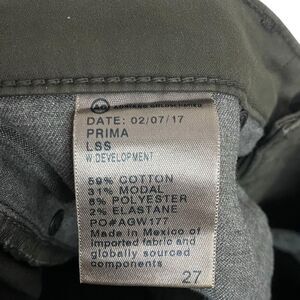 AG
DATE: 02/07/17
PRIMA
LSS
W:DEVELOPMENT
59% COTTON
31% MODAL
8% POLYESTER
2% ELASTANE
PO#AGW177
Made in Mexico of
imported fabric and
globally sourced
components
27